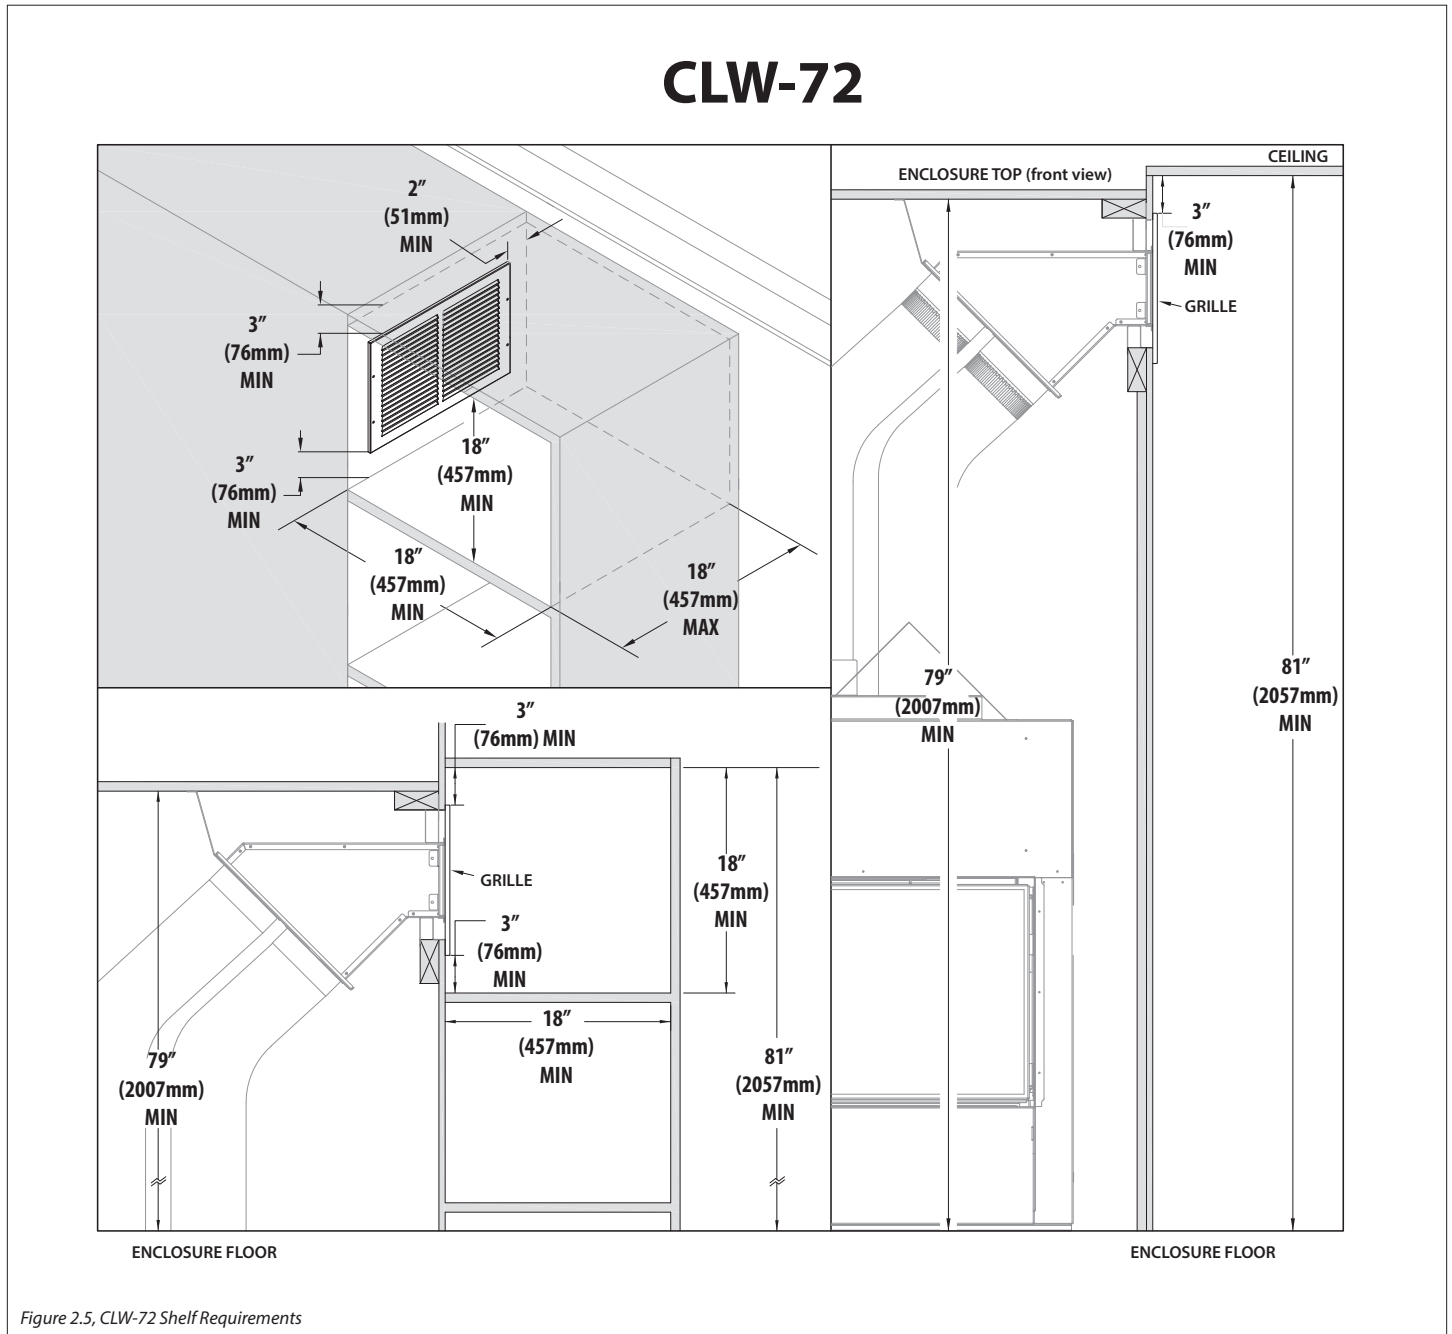 CLW-72
2”
(51mm)
MIN
3”
(76mm)
MIN
3”
(76mm)
MIN
18”
(457mm)
MIN
18”
(457mm)
MIN
18”
(457mm)
MAX
ENCLOSURE TOP (front view)
CEILING
3”
(76mm)
MIN
GRILLE
79”
(2007mm)
MIN
81”
(2057mm)
MIN
3”
(76mm) MIN
GRILLE
3”
(76mm)
MIN
18”
(457mm)
MIN
18”
(457mm)
MIN
79”
(2007mm)
MIN
81”
(2057mm)
MIN
ENCLOSURE FLOOR
ENCLOSURE FLOOR
Figure 2.5, CLW-72 Shelf Requirements